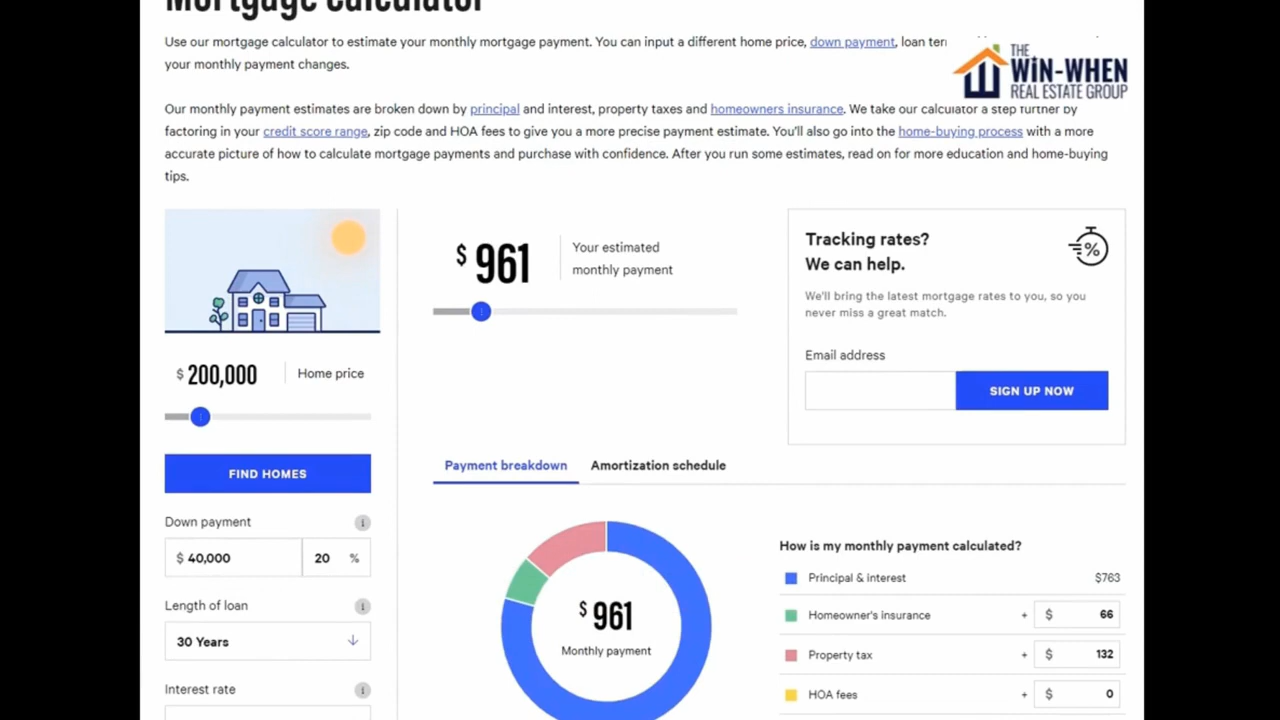 Mortgage calculator
Use our mortgage calculator to estimate your monthly mortgage payment. You can input a different home price, down payment, loan
your monthly payment changes.
THE
WiN-WHEN
REAL ESTATE GROUP
Our monthly payment estimates are broken down by principal and interest, property taxes and homeowners insurance. We take our calculator a step further by
factoring in your credit score range, zip code and HOA fees to give you a more precise payment estimate. You'll also go into the home-buying process with a more
accurate picture of how to calculate mortgage payments and purchase with confidence. After you run some estimates, read on for more education and home-buying
tips.
$ 200,000 Home price
FIND HOMES
Down payment i
$ 40,000 20 %
Length of loan i
30 Years
Interest rate i
$ 961 Your estimated
monthly payment
Tracking rates?
We can help.
%
We'll bring the latest mortgage rates to you, so you
never miss a great match.
Email address
SIGN UP NOW
Payment breakdown Amortization schedule
$ 961
Monthly payment
How is my monthly payment calculated?
Principal & interest $763
Homeowner's insurance + $ 66
Property tax + $ 132
HOA fees + $ 0